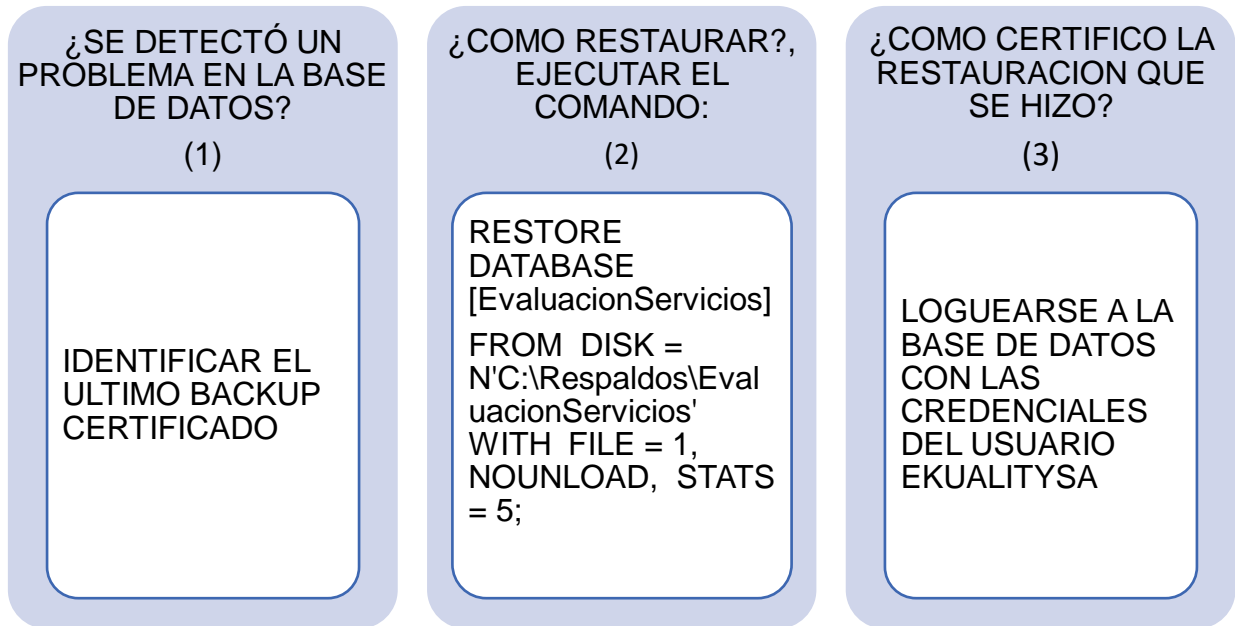 ¿SE DETECTÓ UN
PROBLEMA EN LA BASE
DE DATOS?
(1)
IDENTIFICAR EL
ULTIMO BACKUP
CERTIFICADO
¿COMO RESTAURAR?,
EJECUTAR EL
COMANDO:
(2)
RESTORE
DATABASE
[EvaluacionServicios]
FROM DISK =
N'C:\Respaldos\Eval
uacionServicios'
WITH FILE = 1,
NOUNLOAD, STATS
= 5;
¿COMO CERTIFICO LA
RESTAURACION QUE
SE HIZO?
(3)
LOGUEARSE A LA
BASE DE DATOS
CON LAS
CREDENCIALES
DEL USUARIO
EKUALITYSA